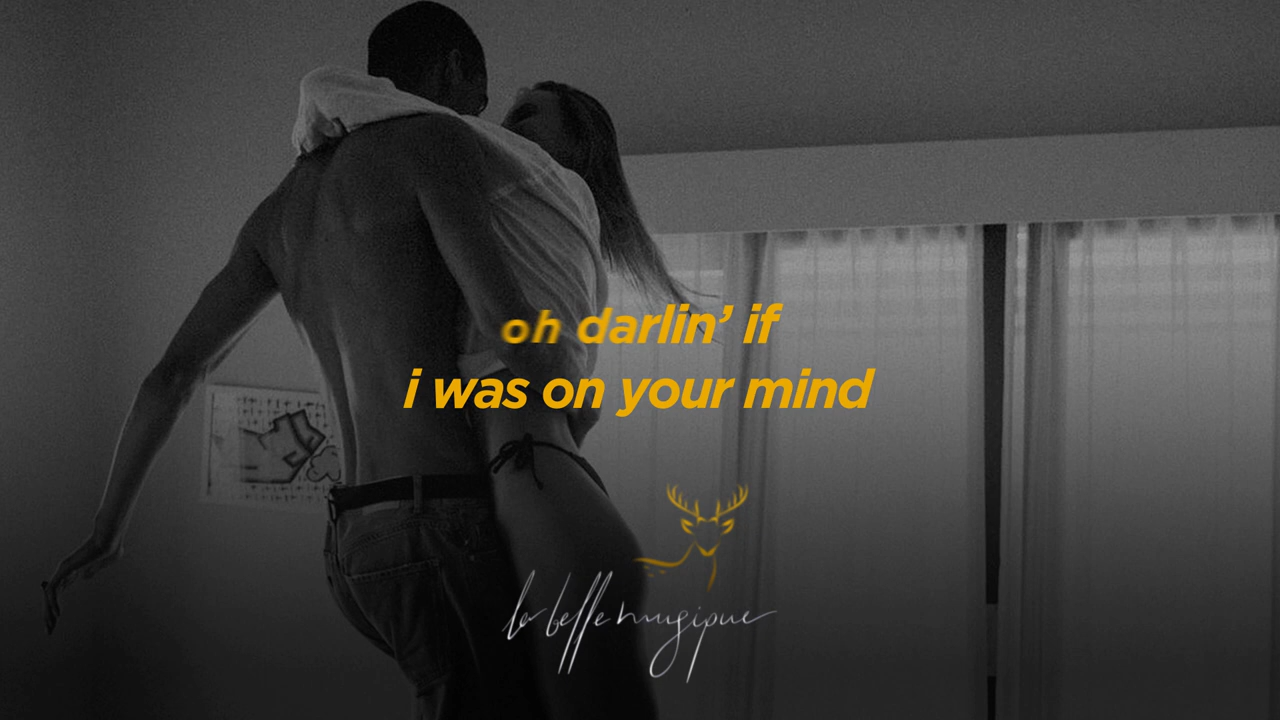 oh darlin’ if
i was on your mind
la belle musique